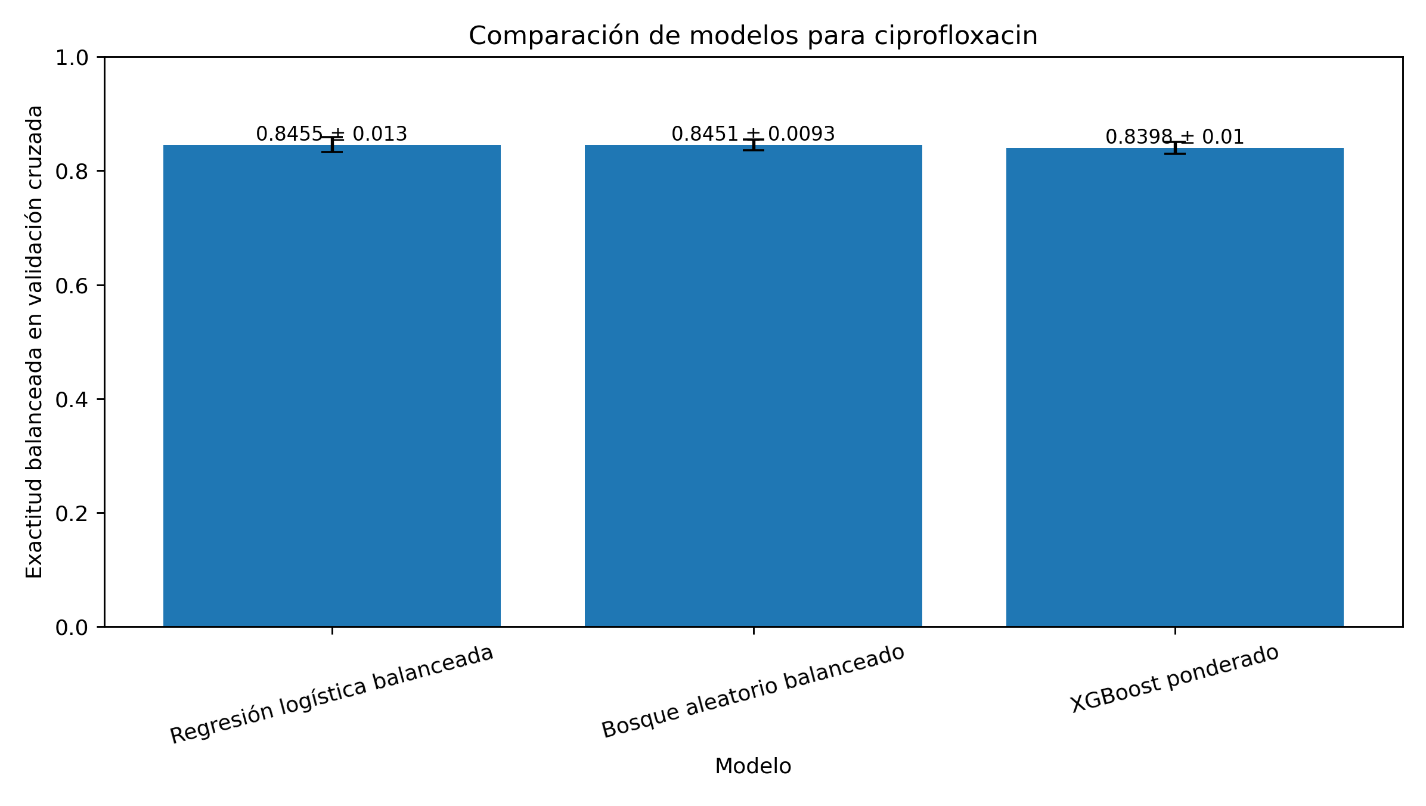 Comparación de modelos para ciprofloxacin
Exactitud balanceada en validación cruzada
1.0
0.8
0.6
0.4
0.2
0.0
0.8455 ± 0.013
0.8451 ± 0.0093
0.8398 ± 0.01
Regresión logística balanceada
Bosque aleatorio balanceado
XGBoost ponderado
Modelo